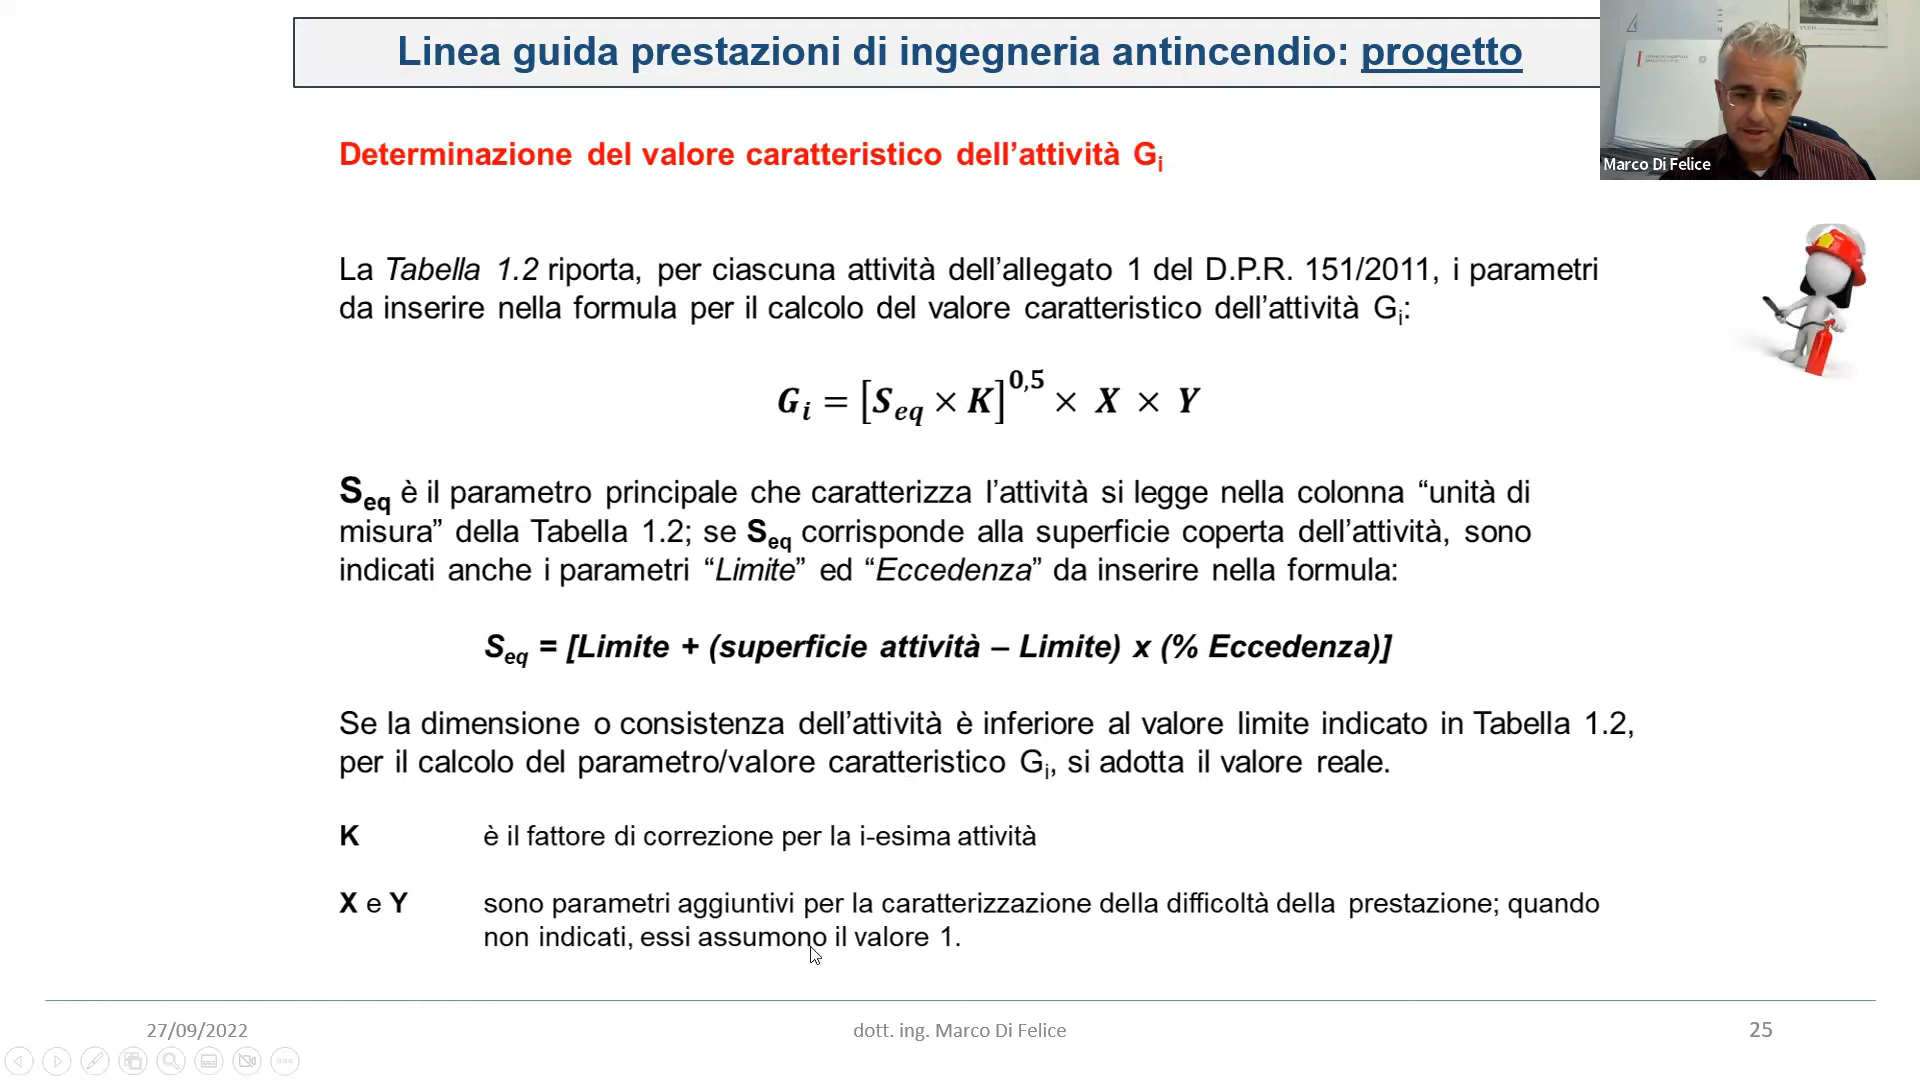 Linea guida prestazioni di ingegneria antincendio: progetto
Marco Di Felice
Determinazione del valore caratteristico dell’attività Gi
La Tabella 1.2 riporta, per ciascuna attività dell’allegato 1 del D.P.R. 151/2011, i parametri
da inserire nella formula per il calcolo del valore caratteristico dell’attività Gi:
Gi = [Seq × K]^0,5 × X × Y
Seq è il parametro principale che caratterizza l’attività si legge nella colonna “unità di
misura” della Tabella 1.2; se Seq corrisponde alla superficie coperta dell’attività, sono
indicati anche i parametri “Limite” ed “Eccedenza” da inserire nella formula:
Seq = [Limite + (superficie attività – Limite) x (% Eccedenza)]
Se la dimensione o consistenza dell’attività è inferiore al valore limite indicato in Tabella 1.2,
per il calcolo del parametro/valore caratteristico Gi, si adotta il valore reale.
K è il fattore di correzione per la i-esima attività
X e Y sono parametri aggiuntivi per la caratterizzazione della difficoltà della prestazione; quando
non indicati, essi assumono il valore 1.
27/09/2022 dott. ing. Marco Di Felice 25